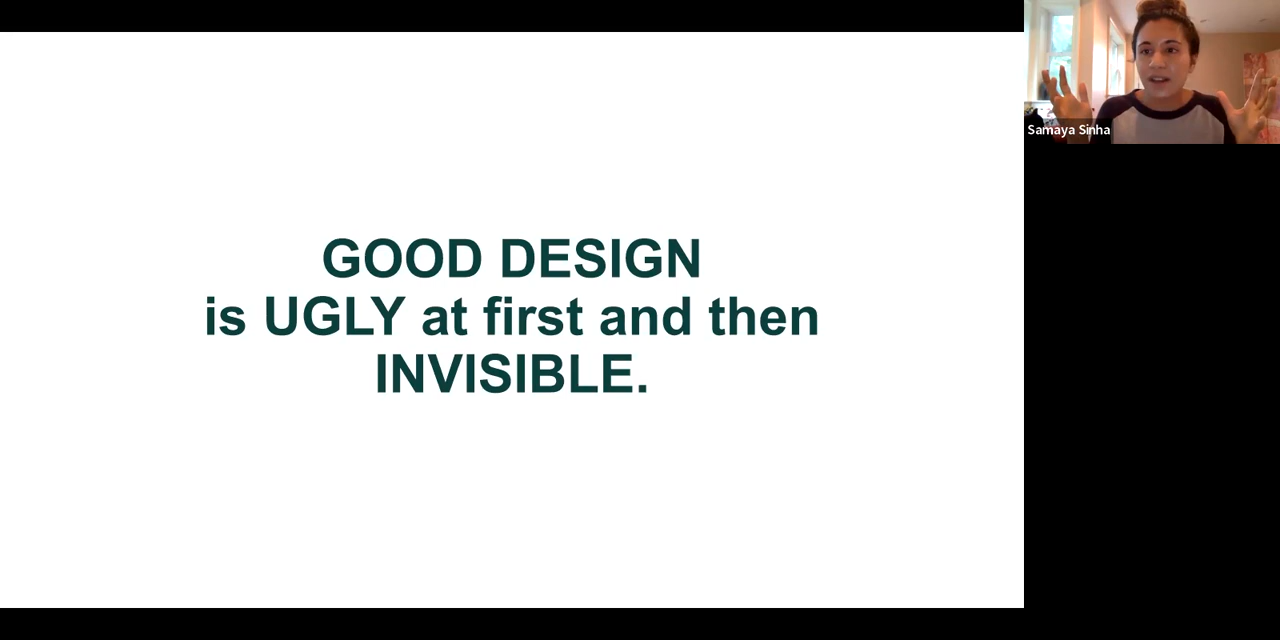 GOOD DESIGN
is UGLY at first and then
INVISIBLE.
Samaya Sinha